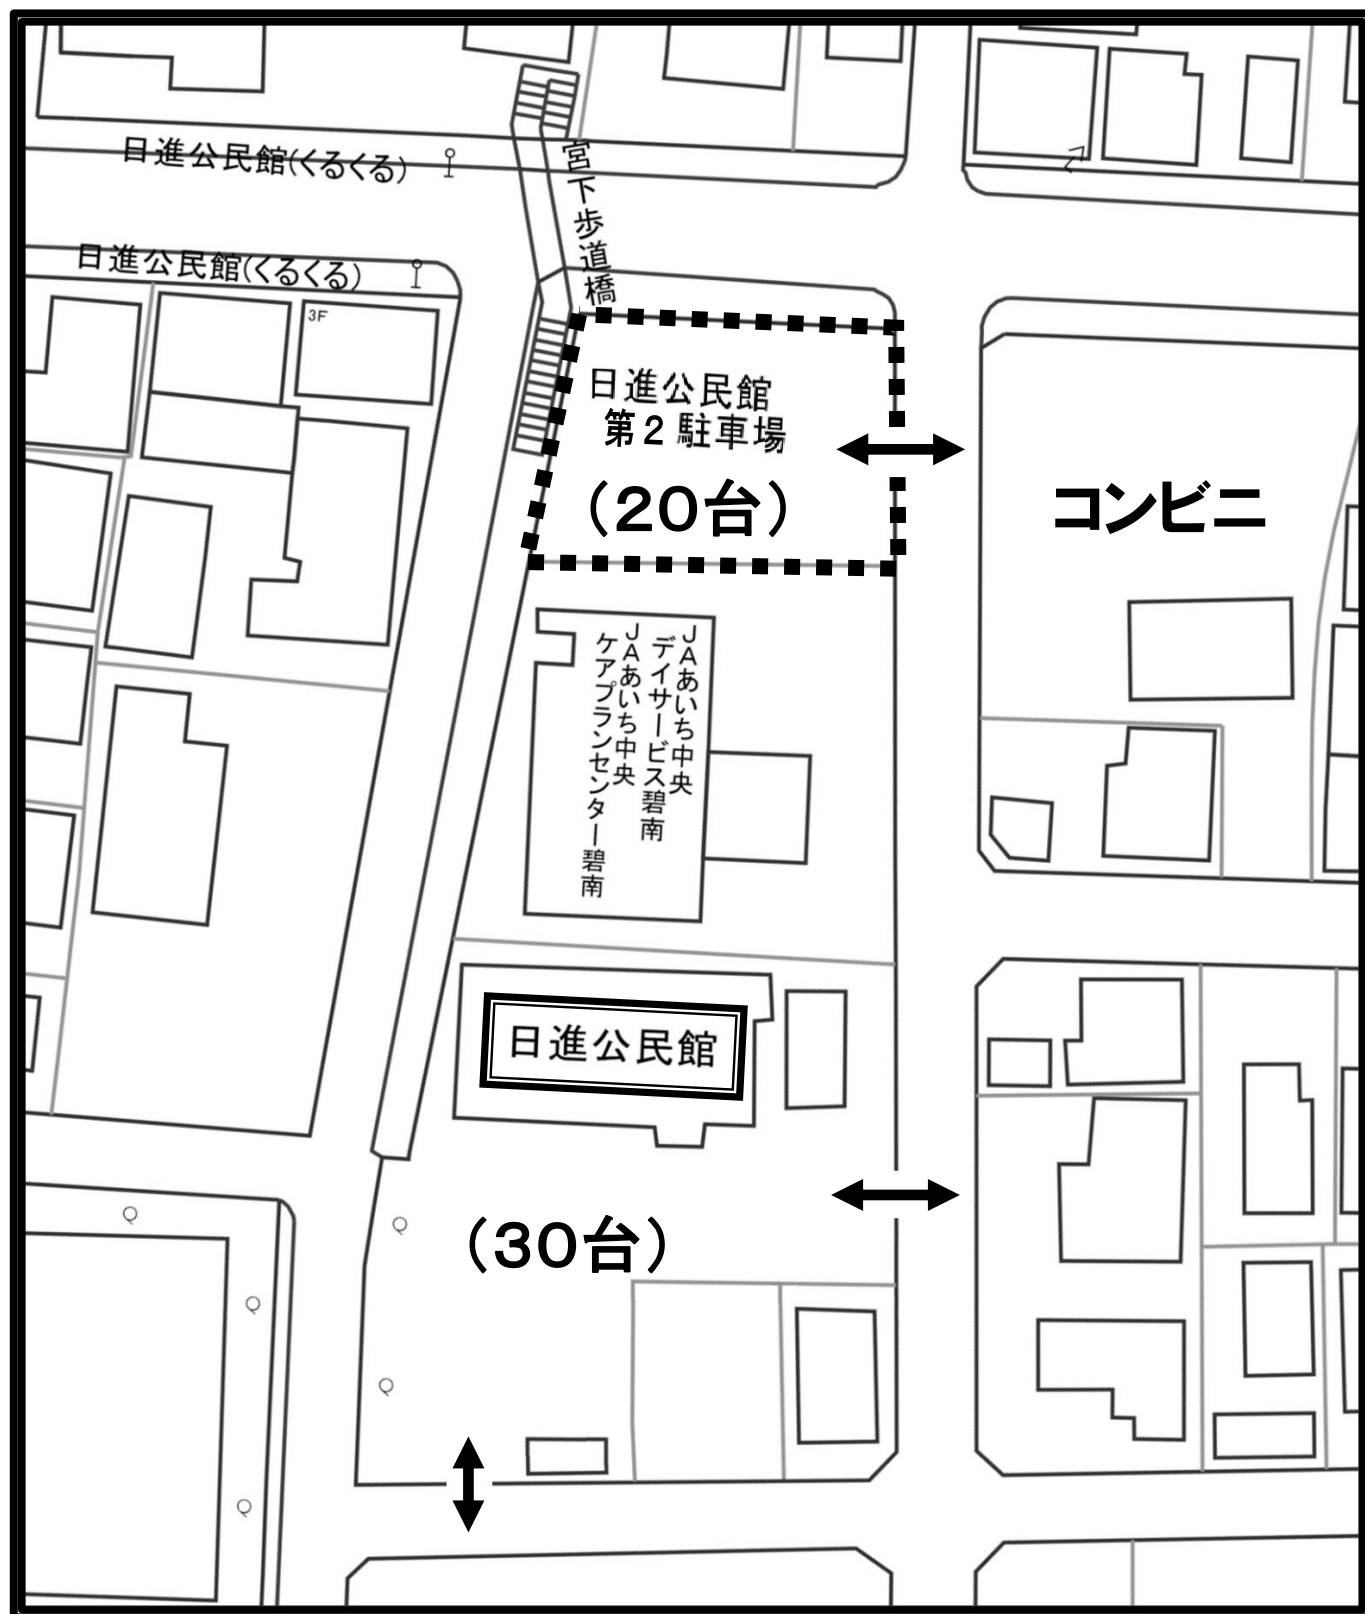 日進公民館(くるくる)
宮下歩道橋
日進公民館(くるくる)
3F
日進公民館
第2駐車場
(20台)
コンビニ
JAあいち中央
デイサービス碧南
JAあいち中央
ケアプランセンター碧南
日進公民館
(30台)